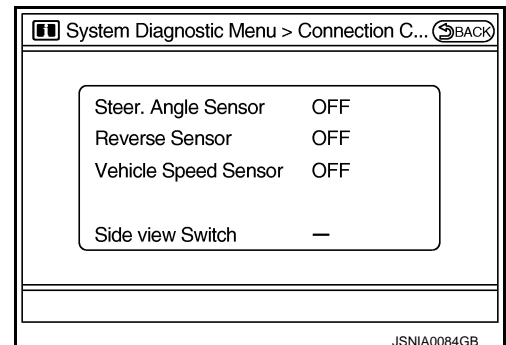 System Diagnostic Menu > Connection C... BACK
Steer. Angle Sensor OFF
Reverse Sensor OFF
Vehicle Speed Sensor OFF
Side view Switch —
JSNIA0084GB